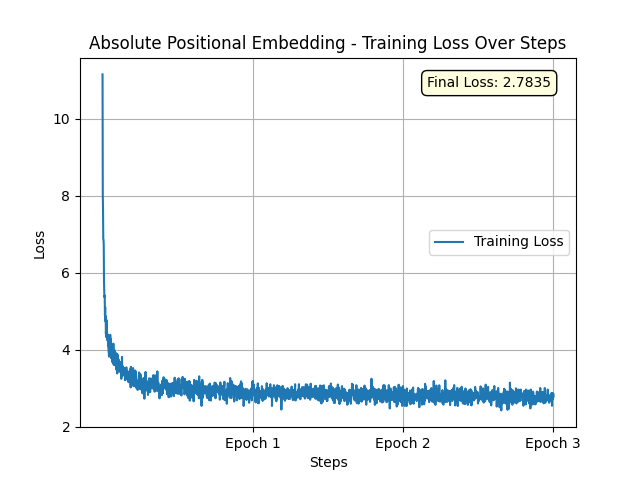 Absolute Positional Embedding - Training Loss Over Steps
Final Loss: 2.7835
10
8
Training Loss
Loss
6
4
2
Epoch 1 Epoch 2 Epoch 3
Steps